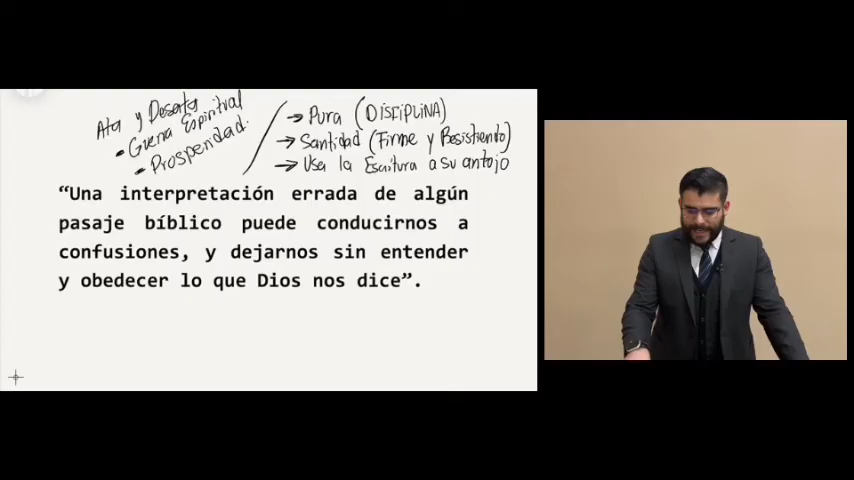 Ata y Desata
• Guerra Espiritual
• Prosperidad.
→ Pura (DISCIPLINA)
→ Santidad (Firme y Resistiendo)
→ Usa la Escritura a su antojo
“Una interpretación errada de algún
pasaje bíblico puede conducirnos a
confusiones, y dejarnos sin entender
y obedecer lo que Dios nos dice”.